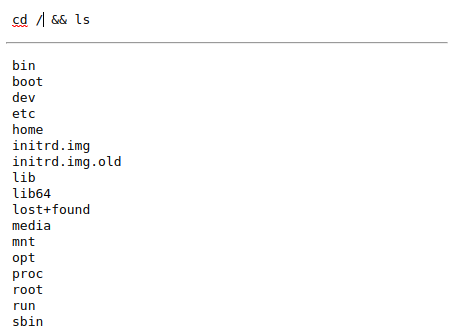 cd / && ls
bin
boot
dev
etc
home
initrd.img
initrd.img.old
lib
lib64
lost+found
media
mnt
opt
proc
root
run
sbin